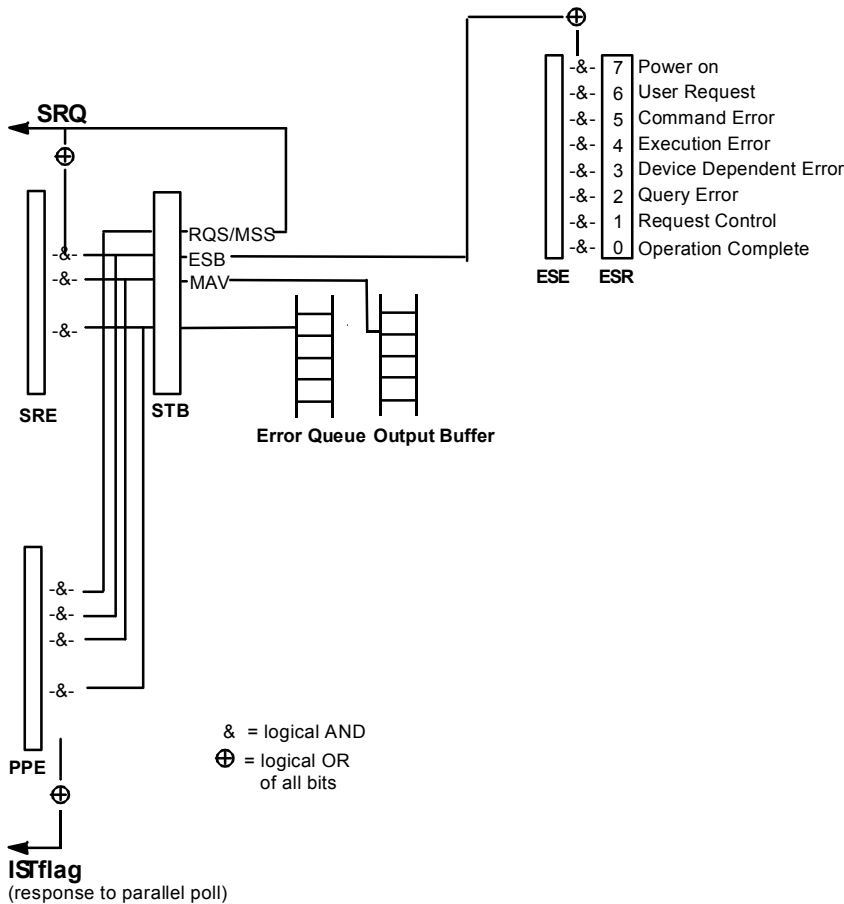 -&- 7 Power on
-&- 6 User Request
-&- 5 Command Error
-&- 4 Execution Error
-&- 3 Device Dependent Error
-&- 2 Query Error
-&- 1 Request Control
-&- 0 Operation Complete
ESE ESR
SRQ
RQS/MSS
-&- ESB
-&- MAV
-&-
SRE STB
Error Queue Output Buffer
-&-
-&-
-&-
-&-
PPE
& = logical AND
⊕ = logical OR
of all bits
ISTflag
(response to parallel poll)